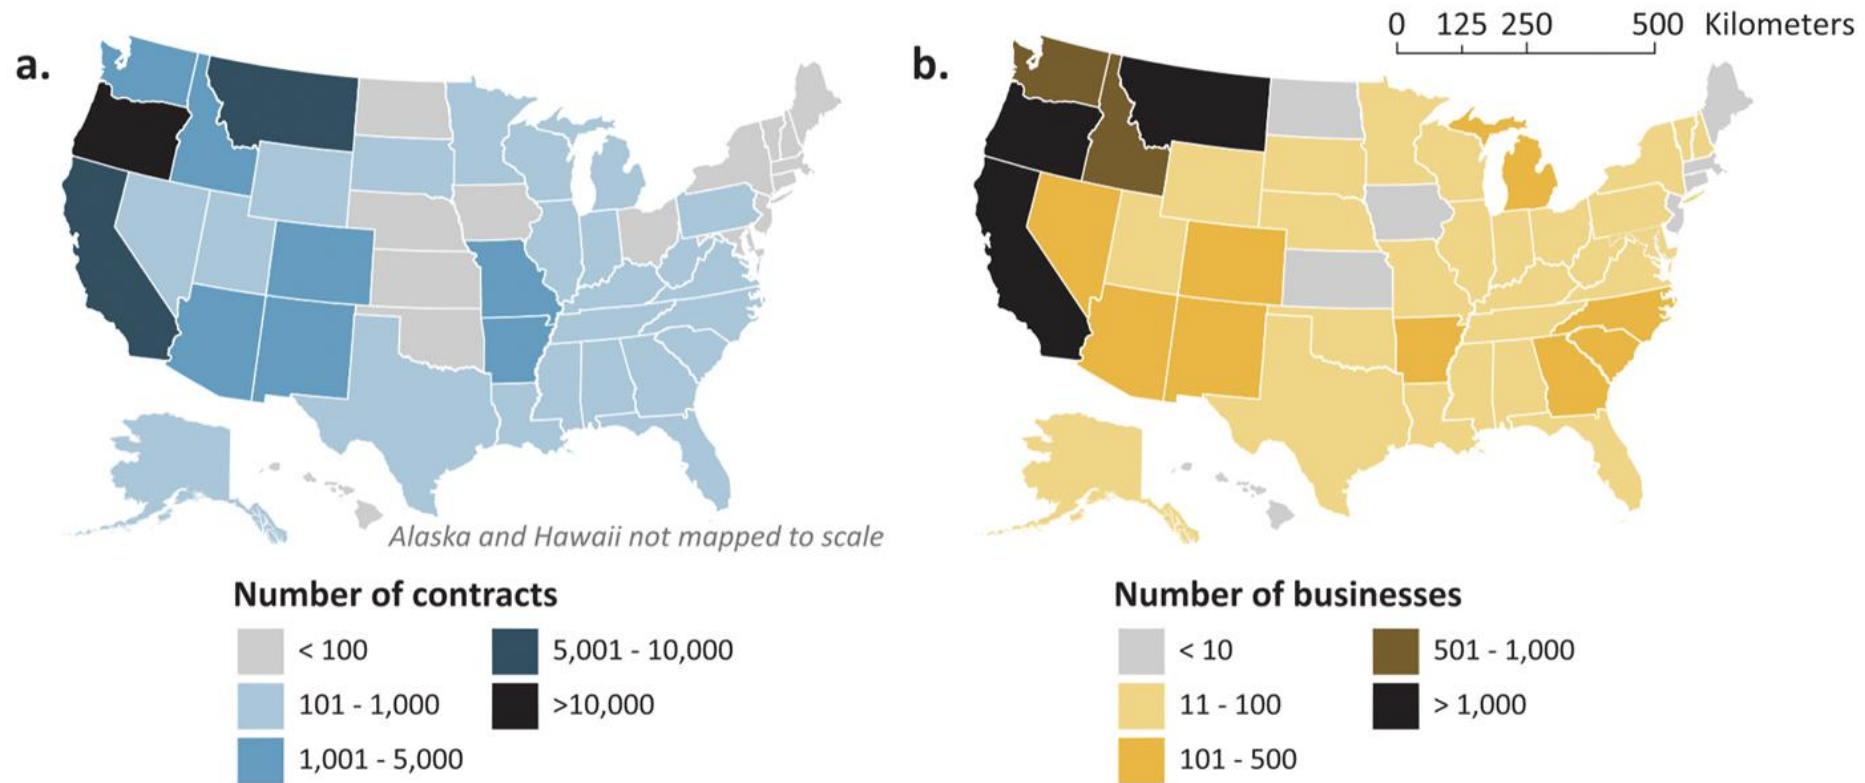 a.
b.
0 125 250 500 Kilometers
Alaska and Hawaii not mapped to scale
Number of contracts
< 100
101 - 1,000
1,001 - 5,000
5,001 - 10,000
>10,000
Number of businesses
< 10
11 - 100
101 - 500
501 - 1,000
> 1,000